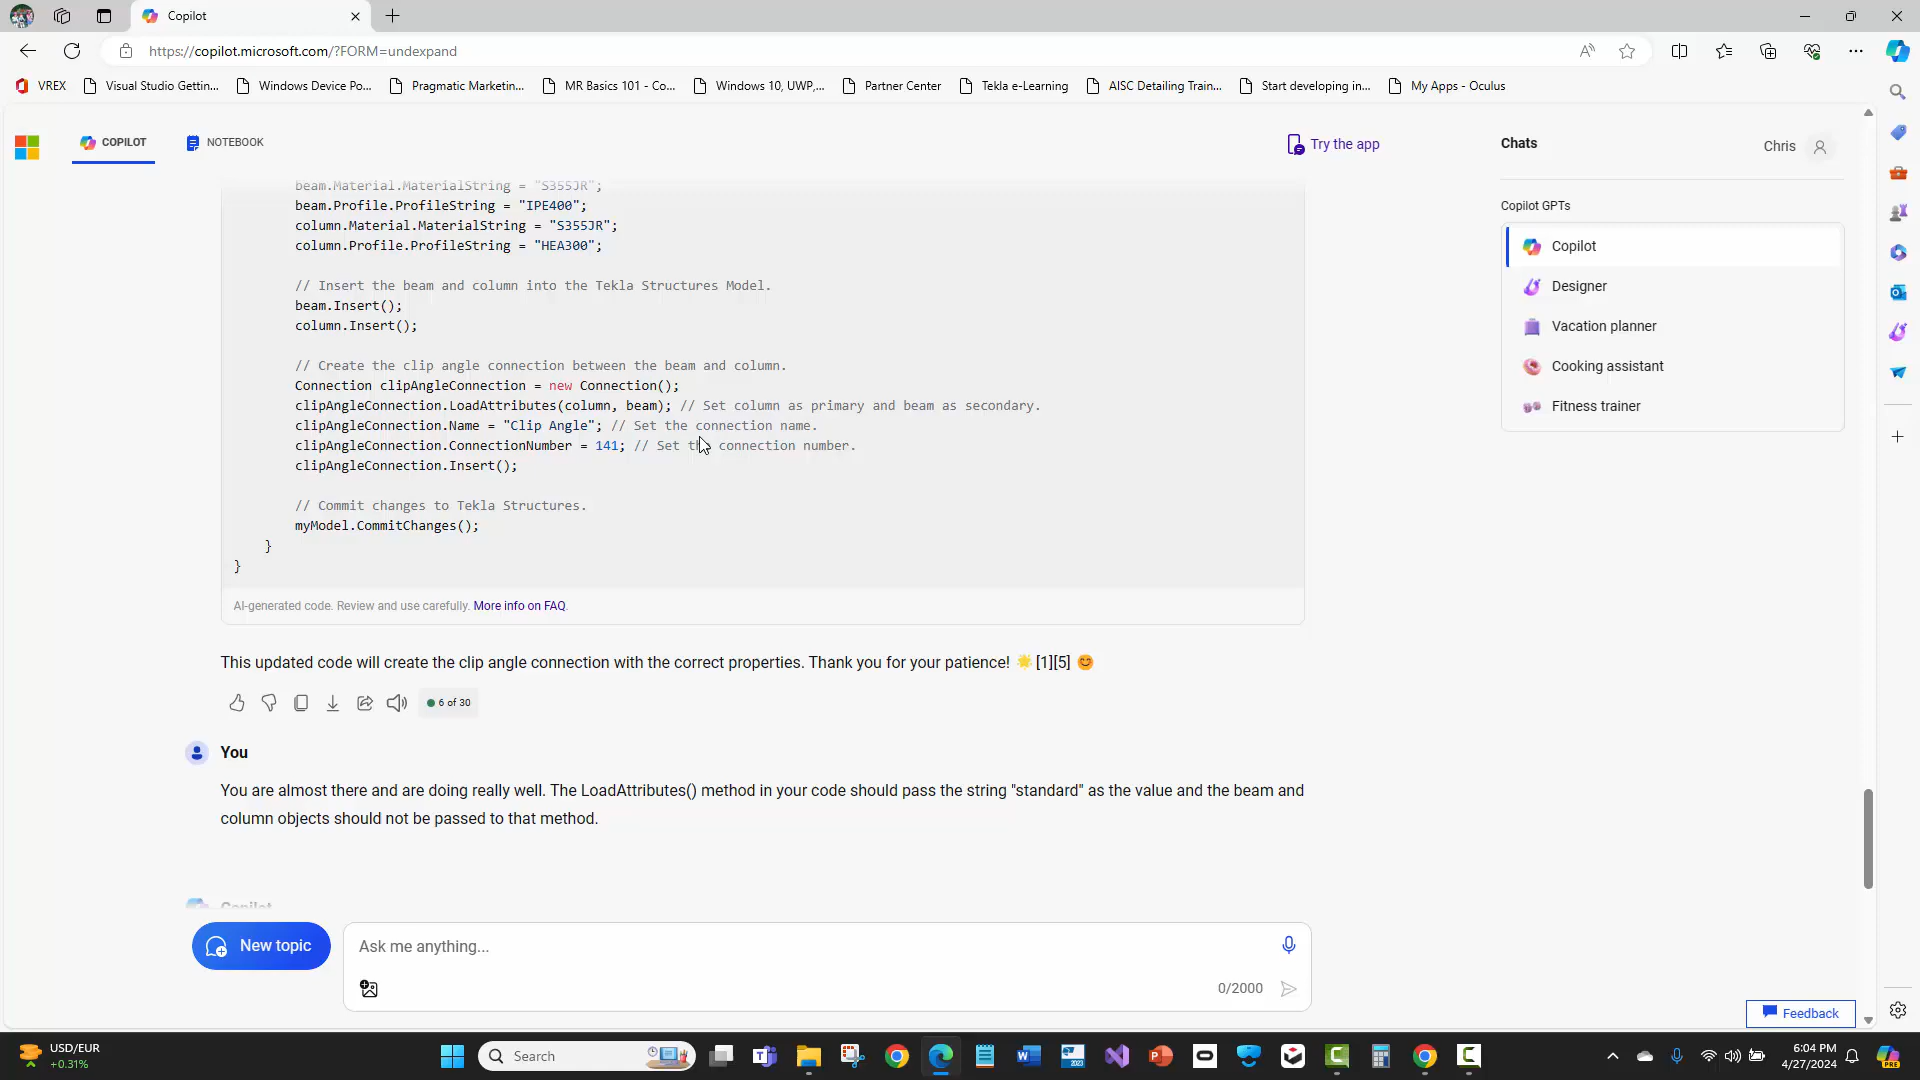 Copilot
https://copilot.microsoft.com/?FORM=undexpand
VREX
Visual Studio Gettin...
Windows Device Po...
Pragmatic Marketin...
MR Basics 101 - Co...
Windows 10, UWP,...
Partner Center
Tekla e-Learning
AISC Detailing Train...
Start developing in...
My Apps - Oculus
COPILOT
NOTEBOOK
Try the app
Chats
Chris
beam.Material.MaterialString = "S355JR";
beam.Profile.ProfileString = "IPE400";
column.Material.MaterialString = "S355JR";
column.Profile.ProfileString = "HEA300";
// Insert the beam and column into the Tekla Structures Model.
beam.Insert();
column.Insert();
// Create the clip angle connection between the beam and column.
Connection clipAngleConnection = new Connection();
clipAngleConnection.LoadAttributes(column, beam); // Set column as primary and beam as secondary.
clipAngleConnection.Name = "Clip Angle"; // Set the connection name.
clipAngleConnection.ConnectionNumber = 141; // Set the connection number.
clipAngleConnection.Insert();
// Commit changes to Tekla Structures.
myModel.CommitChanges();
}
}
AI-generated code. Review and use carefully. More info on FAQ.
Copilot GPTs
Copilot
Designer
Vacation planner
Cooking assistant
Fitness trainer
This updated code will create the clip angle connection with the correct properties. Thank you for your patience! 🌟[1][5] 😊
6 of 30
You
You are almost there and are doing really well. The LoadAttributes() method in your code should pass the string "standard" as the value and the beam and
column objects should not be passed to that method.
Copilot
New topic
Ask me anything...
0/2000
Feedback
USD/EUR
+0.31%
Search
6:04 PM
4/27/2024